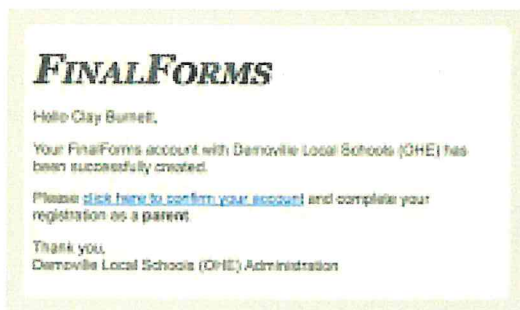 FINALFORMS
Hello Clay Burnett,
Your FinalForms account with Demoville Local Schools (OHE) has
been successfully created.
Please click here to confirm your account and complete your
registration as a parent.
Thank you,
Demoville Local Schools (OHE) Administration